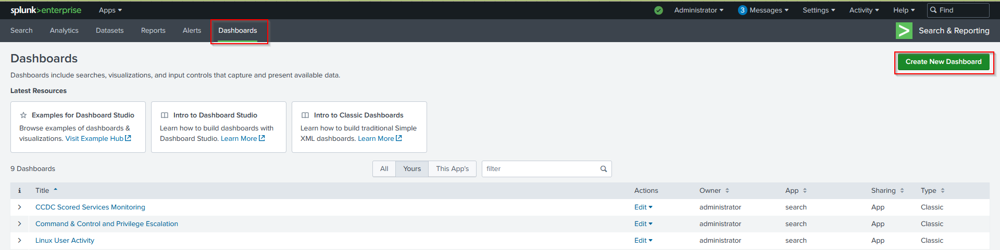 splunk>enterprise Apps Administrator 3 Messages Settings Activity Help Find
Search Analytics Datasets Reports Alerts Dashboards Search & Reporting
Dashboards
Create New Dashboard
Dashboards include searches, visualizations, and input controls that capture and present available data.
Latest Resources
Examples for Dashboard Studio
Browse examples of dashboards &
visualizations. Visit Example Hub
Intro to Dashboard Studio
Learn how to build dashboards with
Dashboard Studio. Learn More
Intro to Classic Dashboards
Learn how to build traditional Simple
XML dashboards. Learn More
9 Dashboards All Yours This App's filter
i Title Actions Owner App Sharing Type
CCDC Scored Services Monitoring Edit administrator search App Classic
Command & Control and Privilege Escalation Edit administrator search App Classic
Linux User Activity Edit administrator search App Classic